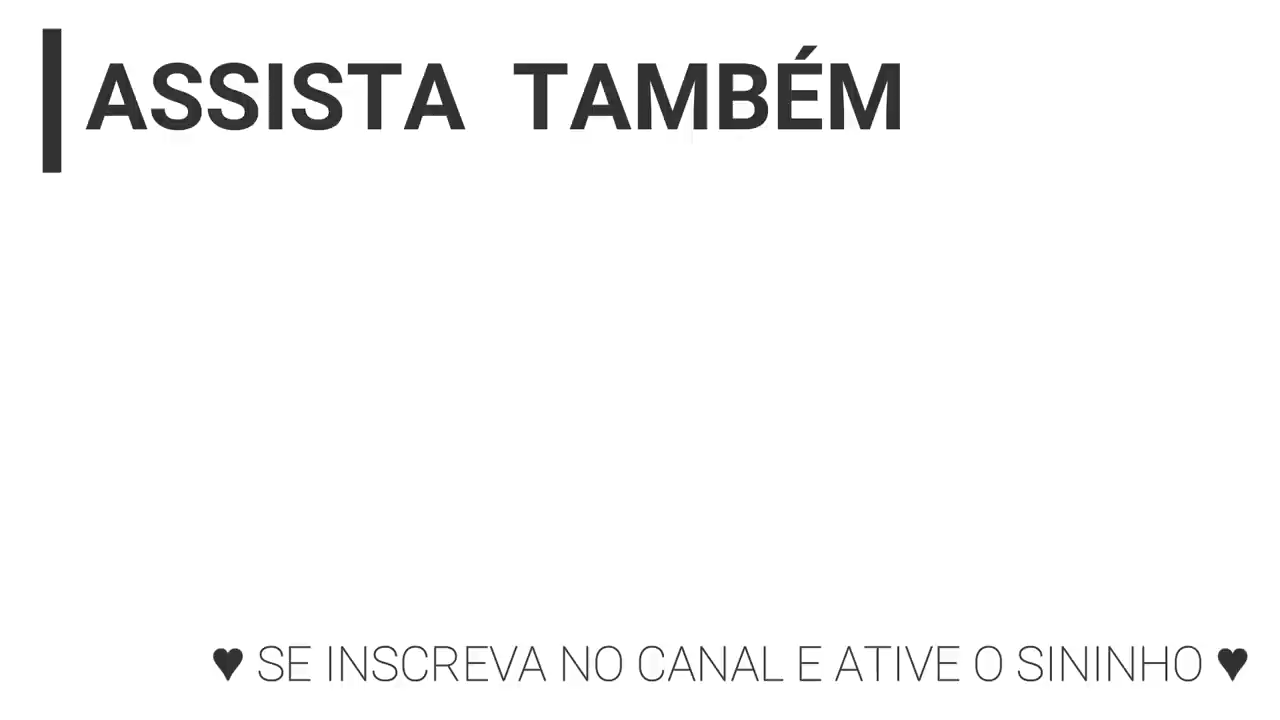 ASSISTA TAMBÉM
♥ SE INSCREVA NO CANAL E ATIVE O SININHO ♥